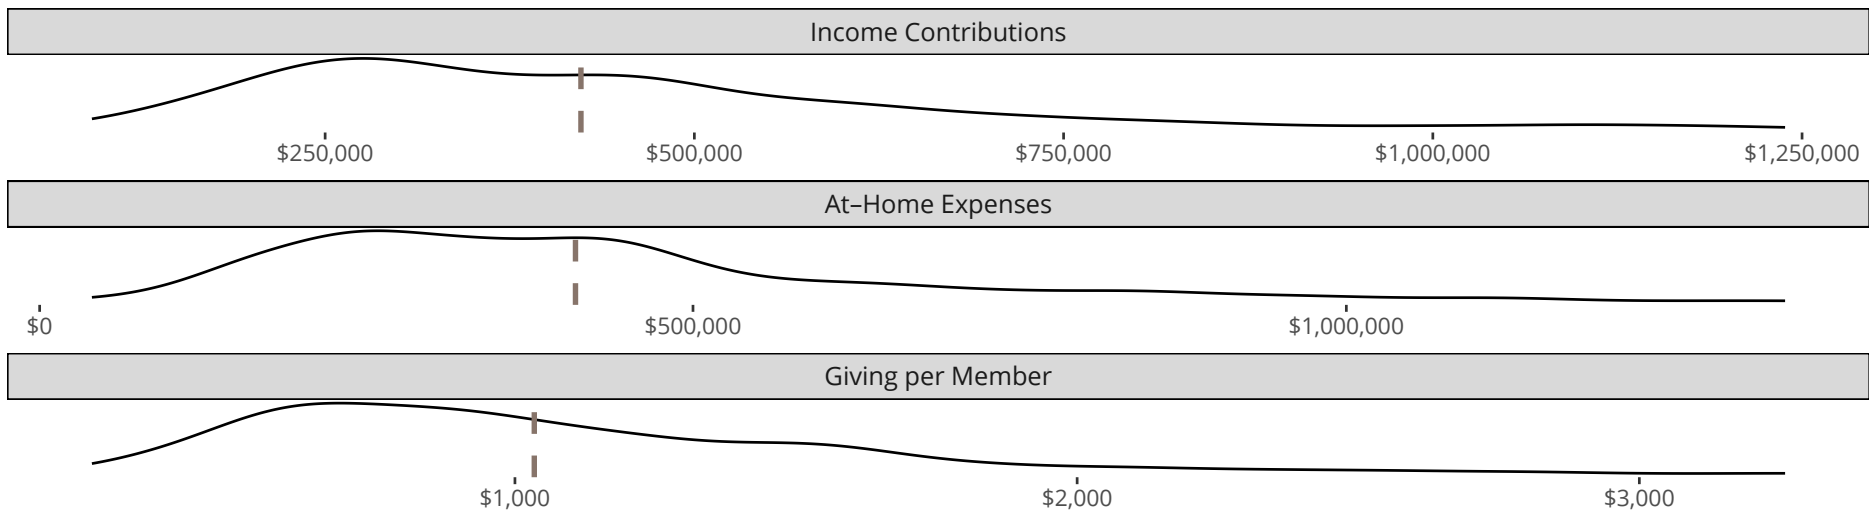 Income Contributions
$250,000 $500,000 $750,000 $1,000,000 $1,250,000
At–Home Expenses
$0 $500,000 $1,000,000
Giving per Member
$1,000 $2,000 $3,000